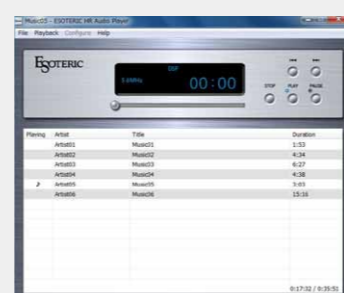 Music05 - ESOTERIC HR Audio Player
File Playback Configure Help
ESOTERIC
DSF
5.6MHz
00:00
STOP PLAY PAUSE
Playing Artist Title Duration
Artist01 Music01 1:53
Artist02 Music02 4:34
Artist03 Music03 6:27
Artist04 Music04 4:38
♪ Artist05 Music05 3:03
Artist06 Music06 15:16
0:17:32 / 0:35:51